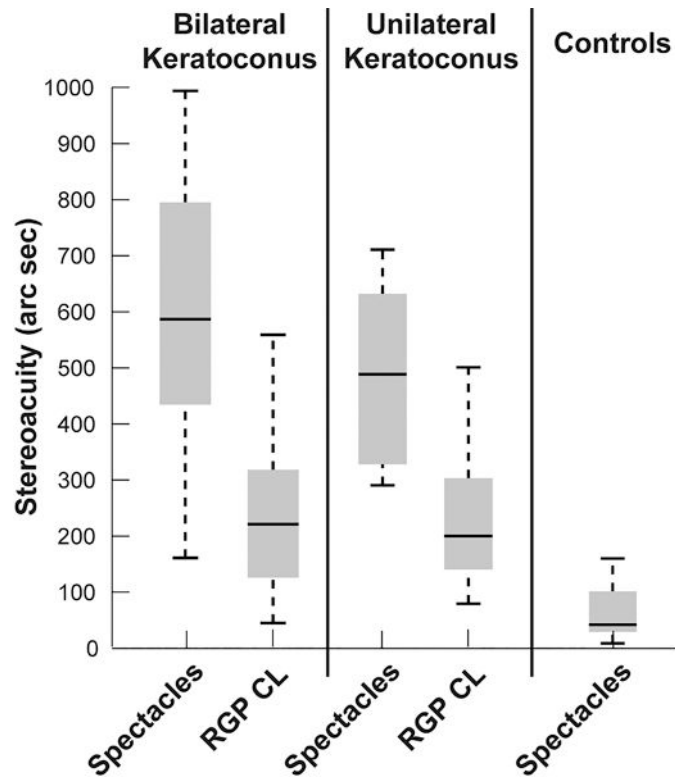 Bilateral
Keratoconus
Unilateral
Keratoconus
Controls
Stereoacuity (arc sec)
1000
900
800
700
600
500
400
300
200
100
0
Spectacles
RGP CL
Spectacles
RGP CL
Spectacles